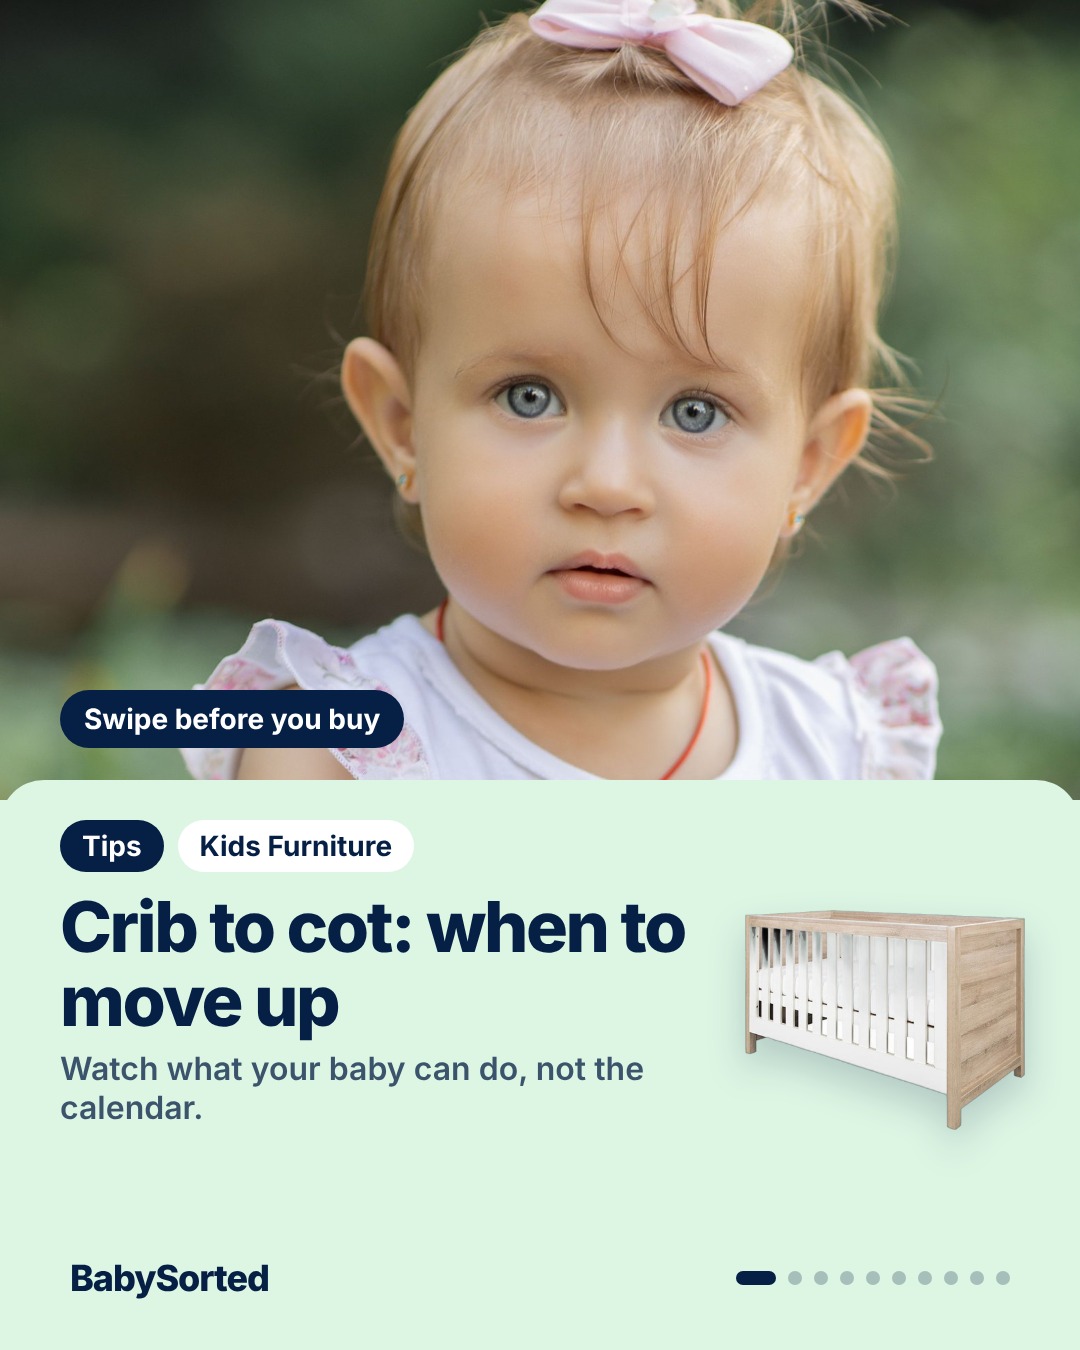 Swipe before you buy
Tips
Kids Furniture
Crib to cot: when to
move up
Watch what your baby can do, not the
calendar.
BabySorted